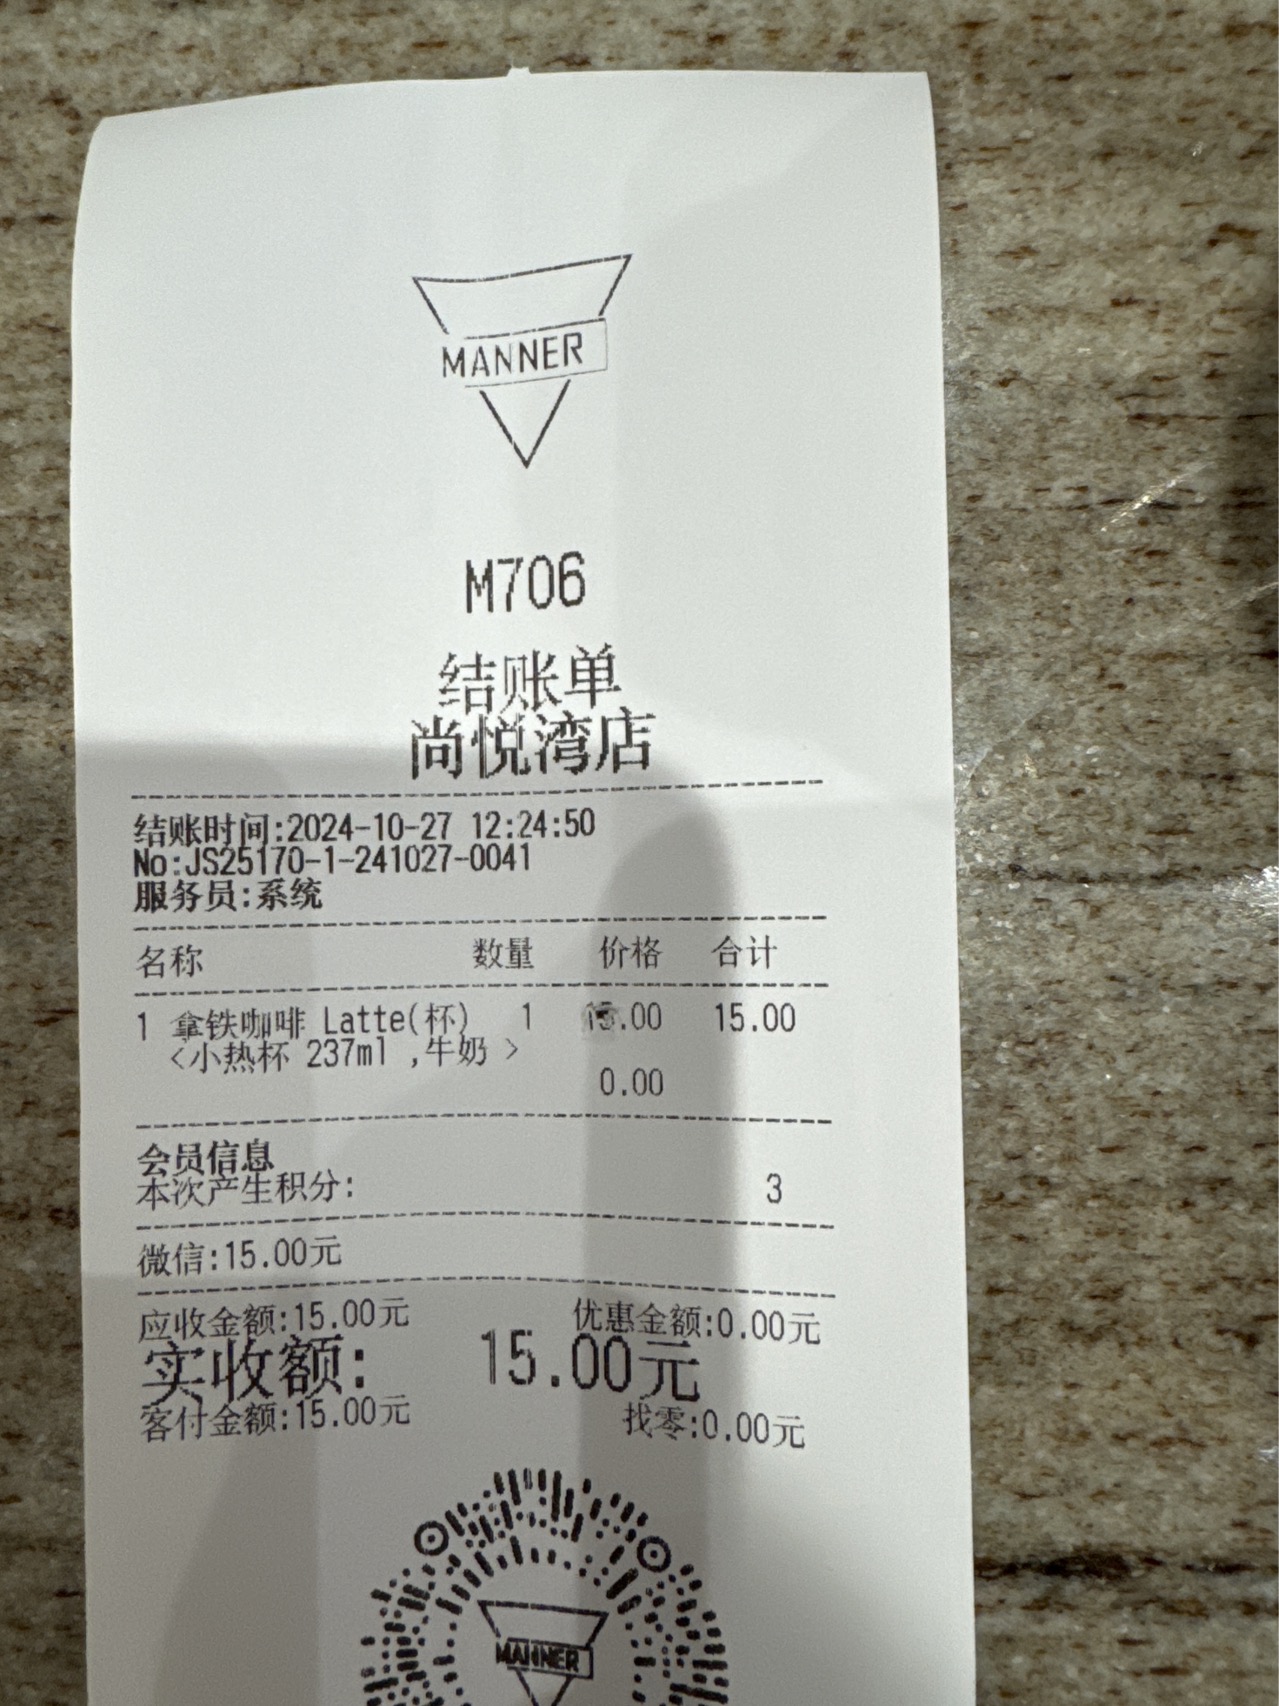 MANNER
M706
结账单
尚悦湾店
结账时间:2024-10-27 12:24:50
No:JS25170-1-241027-0041
服务员:系统
名称 数量 价格 合计
1 拿铁咖啡 Latte(杯) 1 15.00 15.00
<小热杯 237ml ,牛奶 >
0.00
会员信息
本次产生积分: 3
微信:15.00元
应收金额:15.00元 优惠金额:0.00元
实收额: 15.00元
客付金额:15.00元 找零:0.00元
MANNER